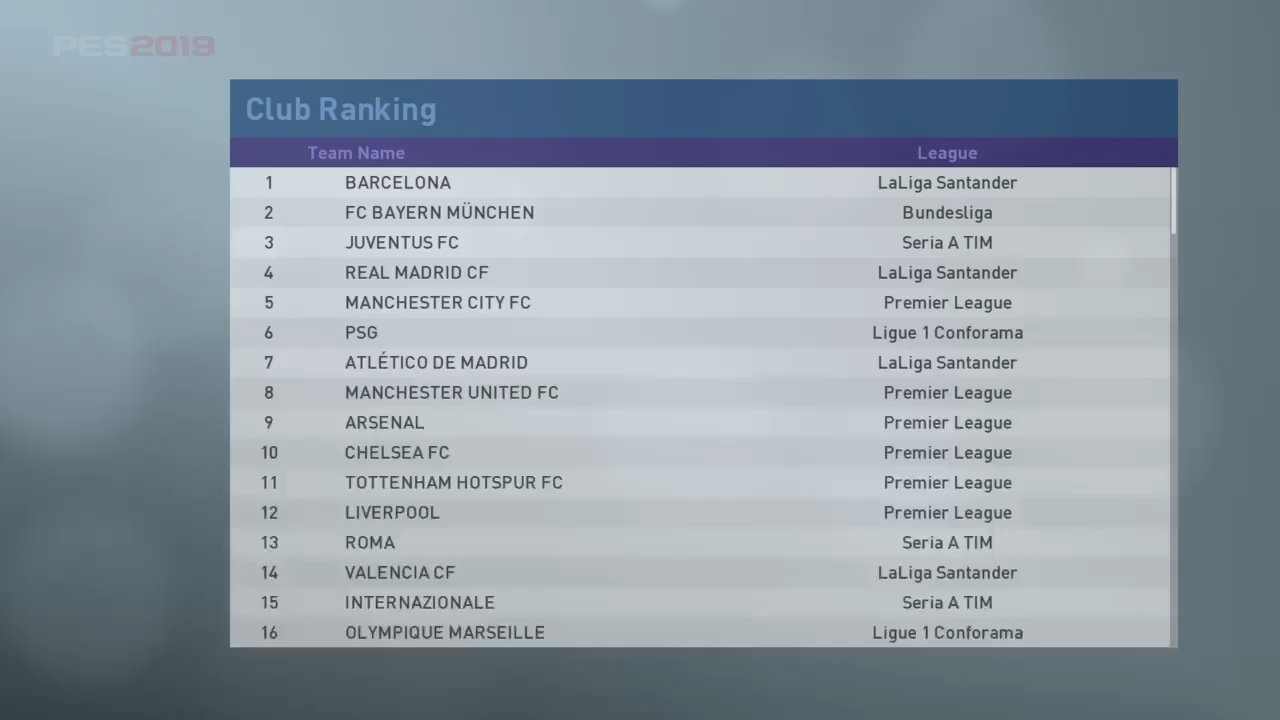 PES2019
Club Ranking
Team Name League
1 BARCELONA LaLiga Santander
2 FC BAYERN MÜNCHEN Bundesliga
3 JUVENTUS FC Seria A TIM
4 REAL MADRID CF LaLiga Santander
5 MANCHESTER CITY FC Premier League
6 PSG Ligue 1 Conforama
7 ATLÉTICO DE MADRID LaLiga Santander
8 MANCHESTER UNITED FC Premier League
9 ARSENAL Premier League
10 CHELSEA FC Premier League
11 TOTTENHAM HOTSPUR FC Premier League
12 LIVERPOOL Premier League
13 ROMA Seria A TIM
14 VALENCIA CF LaLiga Santander
15 INTERNAZIONALE Seria A TIM
16 OLYMPIQUE MARSEILLE Ligue 1 Conforama